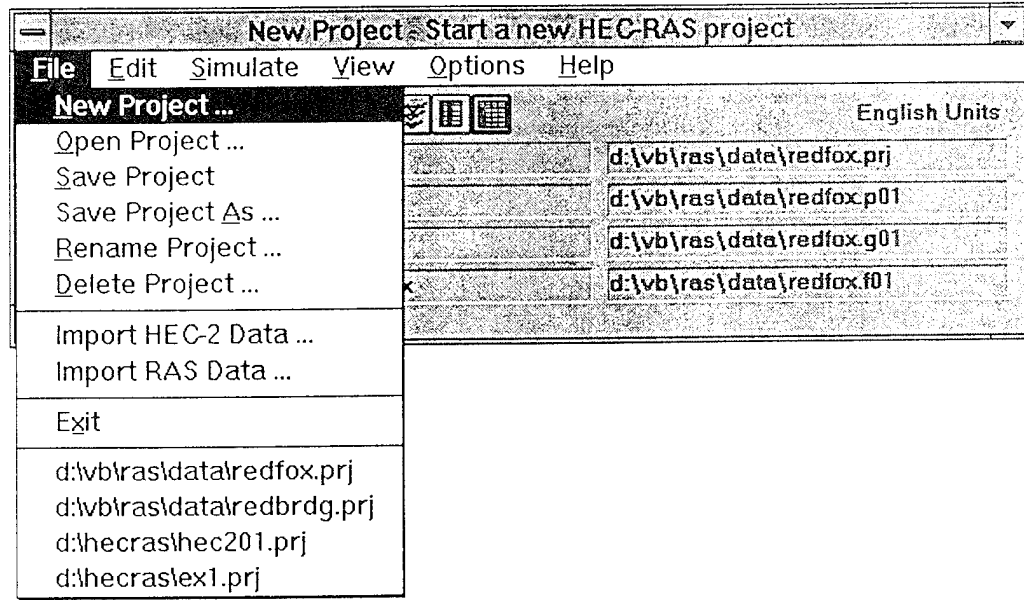 New Project - Start a new HEC-RAS project
File Edit Simulate View Options Help
New Project ...
English Units
Open Project ...
d:\vb\ras\data\redfox.prj
Save Project
Save Project As ...
d:\vb\ras\data\redfox.p01
Rename Project ...
d:\vb\ras\data\redfox.g01
Delete Project ...
x
d:\vb\ras\data\redfox.f01
Import HEC-2 Data ...
Import RAS Data ...
Exit
d:\vb\ras\data\redfox.prj
d:\vb\ras\data\redbrdg.prj
d:\hecras\hec201.prj
d:\hecras\ex1.prj